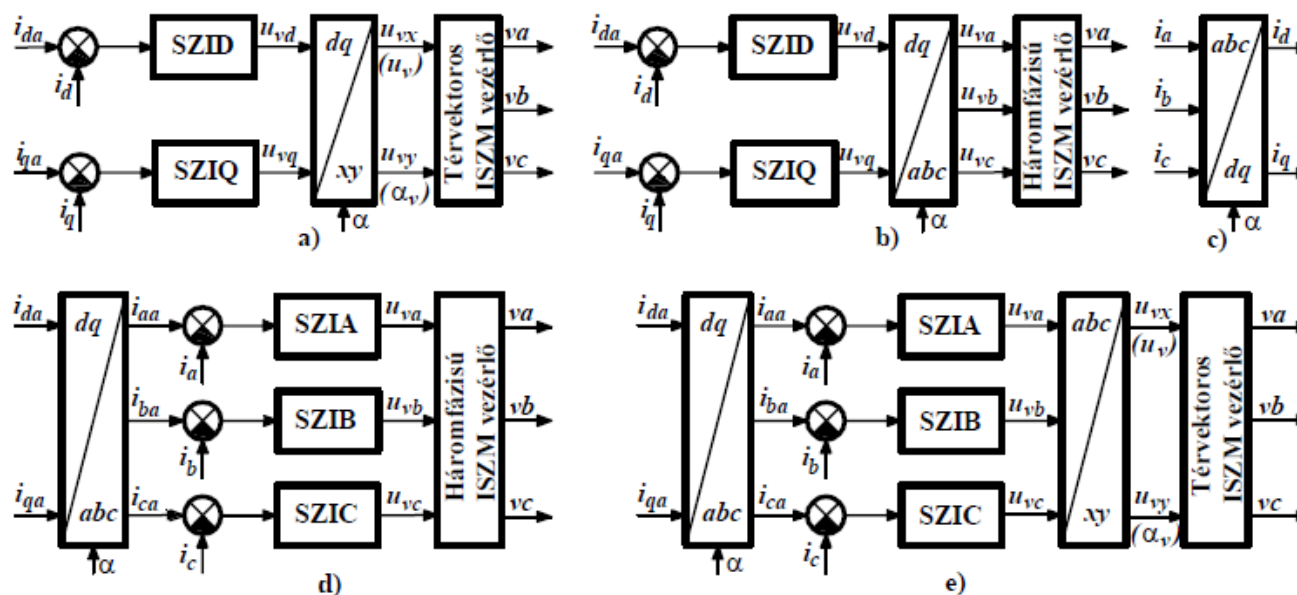 i_da
SZID
u_vd
dq
u_vx
(u_v)
va
i_d
vb
i_qa
SZIQ
u_vq
xy
u_vy
(α_v)
vc
i_q
α
Térvektoros
ISZM vezérlő
a)
i_da
SZID
u_vd
dq
u_va
va
i_d
u_vb
vb
i_qa
SZIQ
u_vq
abc
u_vc
vc
i_q
α
Háromfázisú
ISZM vezérlő
b)
i_a
abc
i_d
i_b
i_c
dq
i_q
α
c)
i_da
dq
i_aa
SZIA
u_va
va
i_a
i_ba
SZIB
u_vb
vb
i_b
i_qa
abc
i_ca
SZIC
u_vc
vc
i_c
α
Háromfázisú
ISZM vezérlő
d)
i_da
dq
i_aa
SZIA
u_va
abc
u_vx
(u_v)
va
i_a
i_ba
SZIB
u_vb
vb
i_b
i_qa
abc
i_ca
SZIC
u_vc
xy
u_vy
(α_v)
vc
i_c
α
Térvektoros
ISZM vezérlő
e)